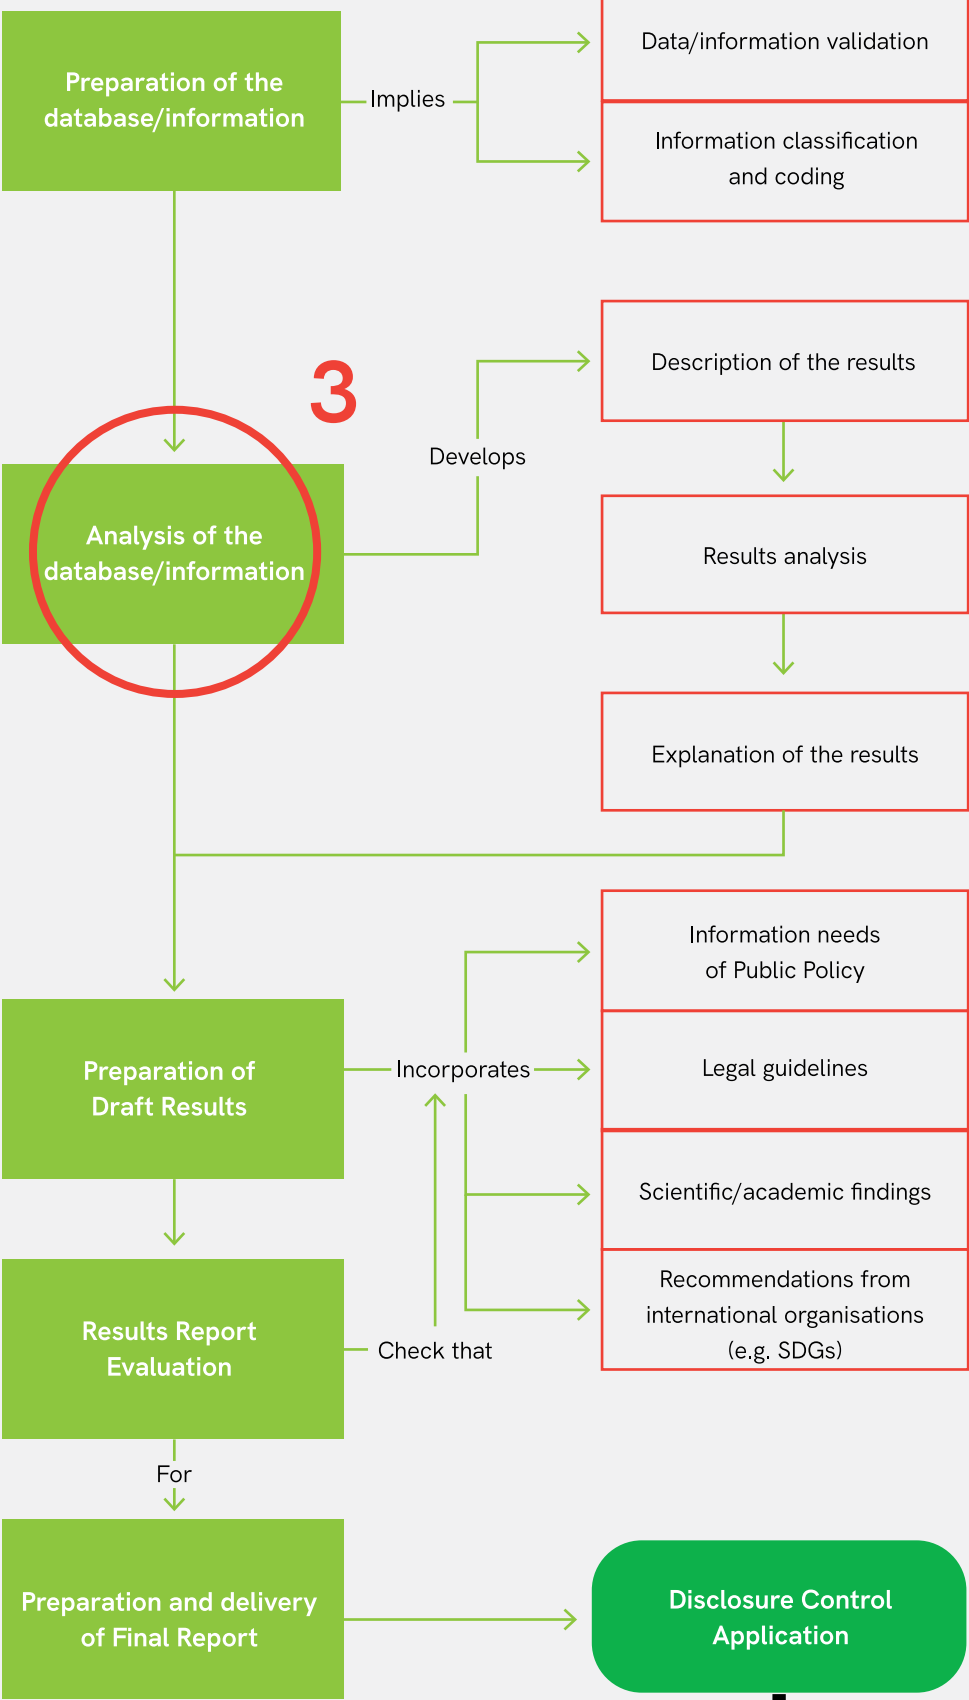 Preparation of the
database/information
Implies
Data/information validation
Information classification
and coding
3
Analysis of the
database/information
Develops
Description of the results
Results analysis
Explanation of the results
Preparation of
Draft Results
Incorporates
Information needs
of Public Policy
Legal guidelines
Scientific/academic findings
Recommendations from
international organisations
(e.g. SDGs)
Results Report
Evaluation
Check that
For
Preparation and delivery
of Final Report
Disclosure Control
Application